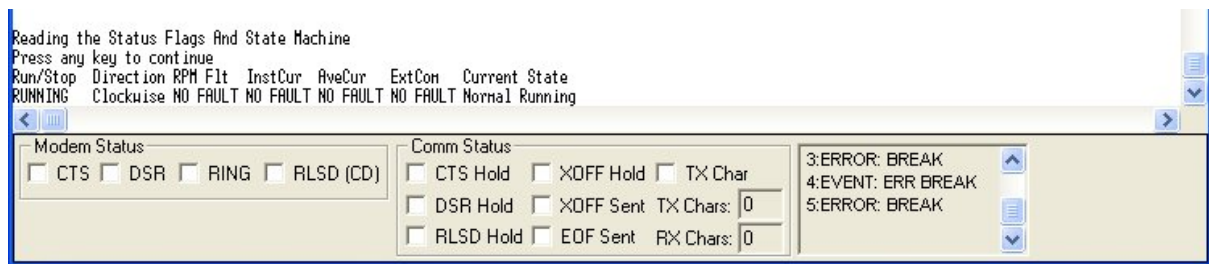 Reading the Status Flags And State Machine
Press any key to continue
Run/Stop Direction RPM Flt InstCur AveCur ExtCom Current State
RUNNING Clockwise NO FAULT NO FAULT NO FAULT NO FAULT Normal Running
Modem Status
CTS DSR RING RLSD (CD)
Comm Status
CTS Hold XOFF Hold TX Char
DSR Hold XOFF Sent TX Chars: 0
RLSD Hold EOF Sent RX Chars: 0
3:ERROR: BREAK
4:EVENT: ERR BREAK
5:ERROR: BREAK